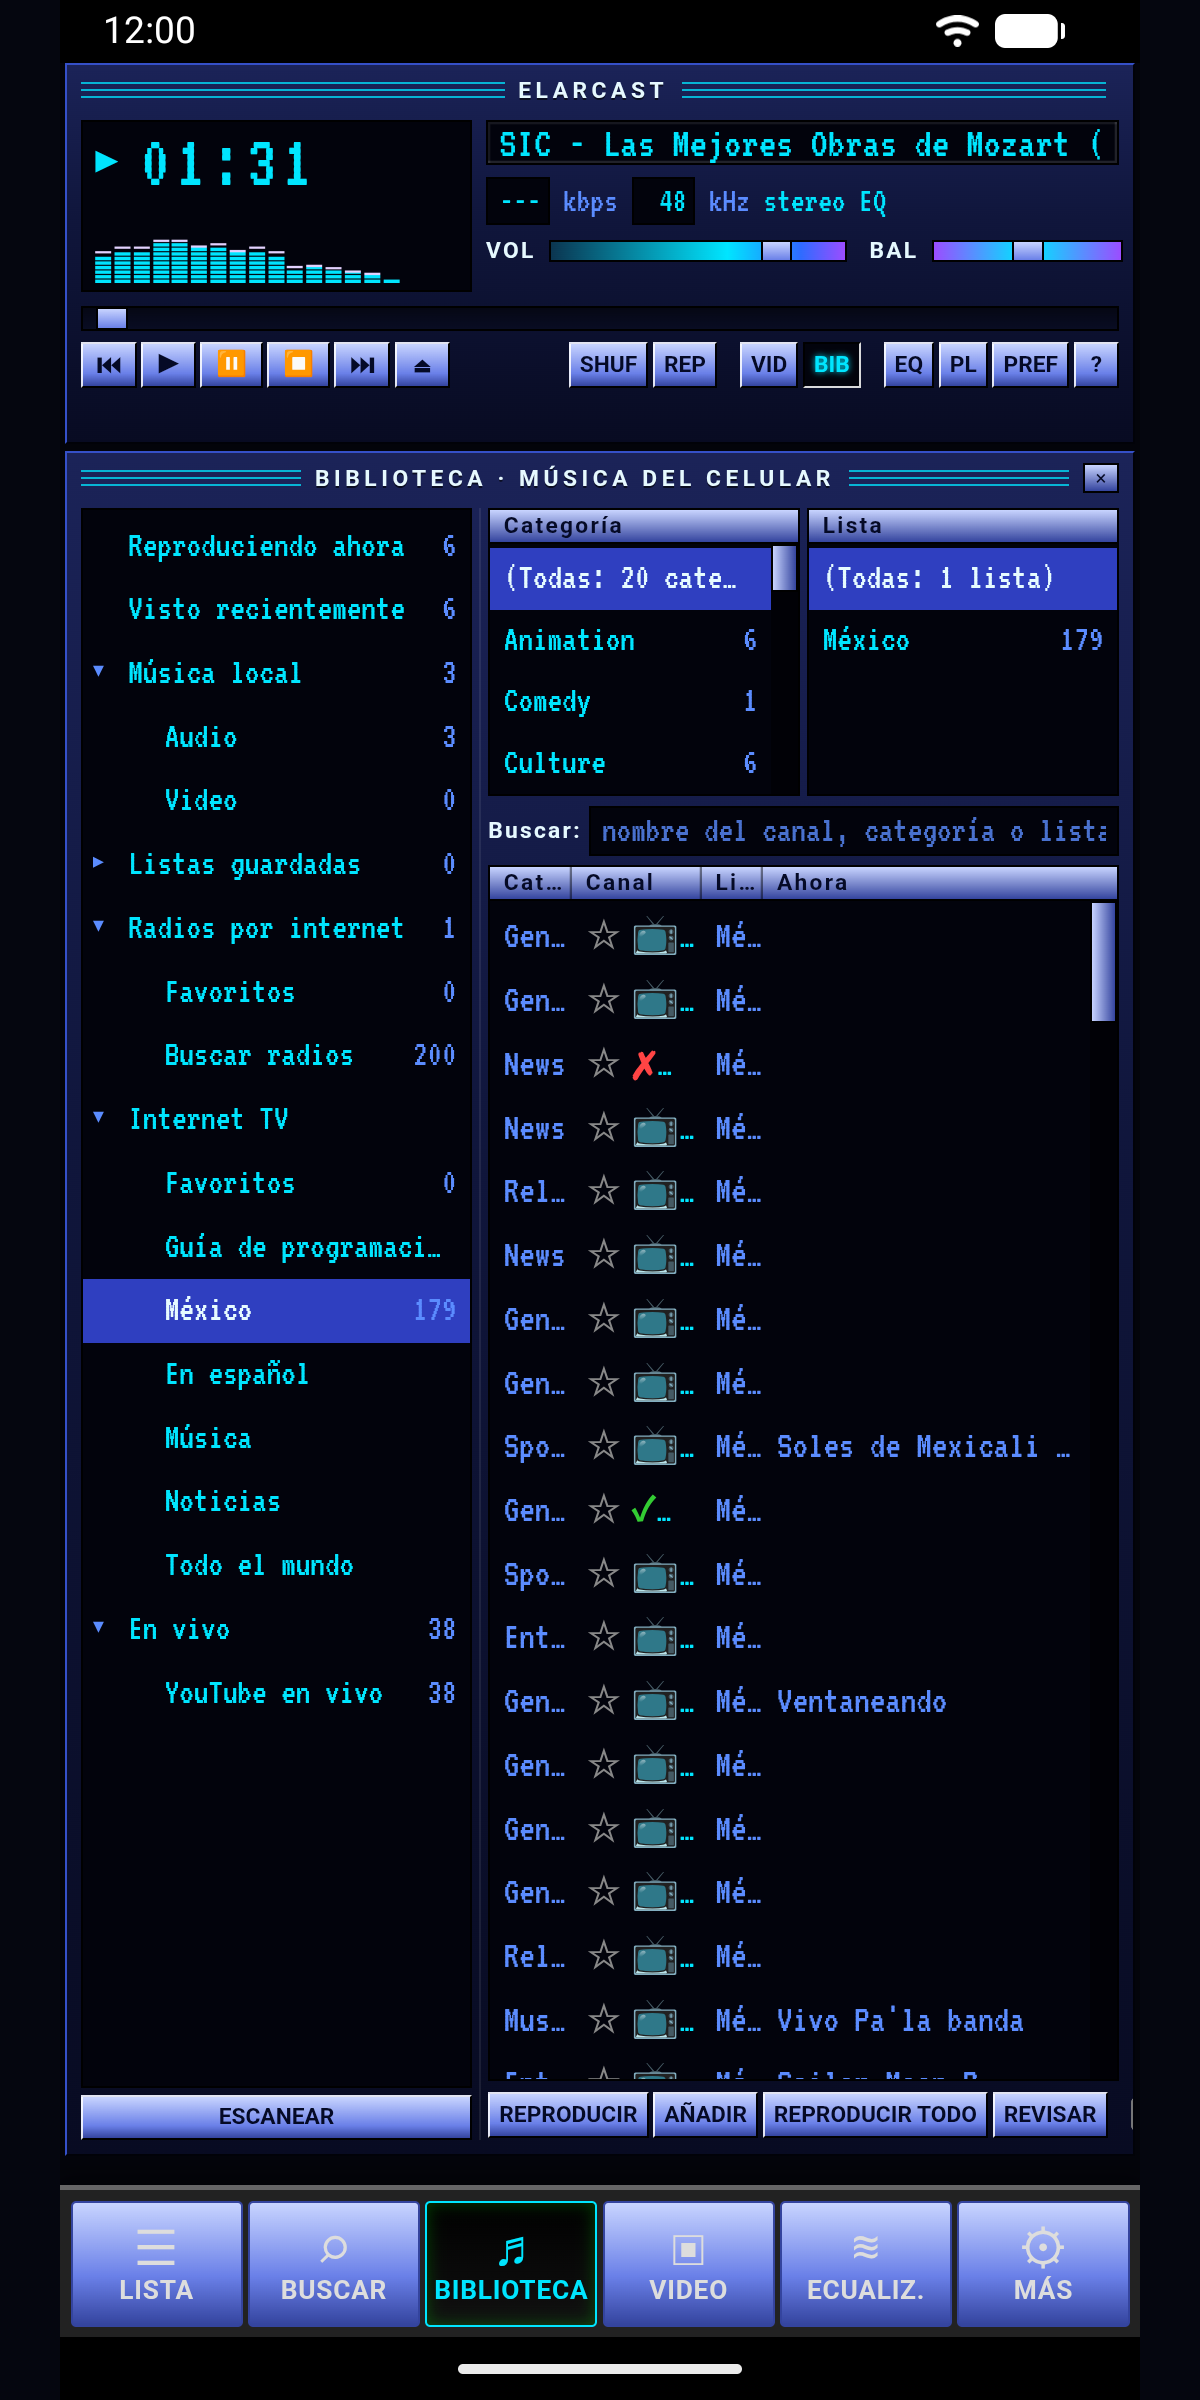 12:00
ELARCAST
01:31
SIC - Las Mejores Obras de Mozart (
--- kbps 48 kHz stereo EQ
VOL BAL
SHUF REP VID BIB EQ PL PREF ?
BIBLIOTECA · MÚSICA DEL CELULAR ×
Reproduciendo ahora 6
Visto recientemente 6
Música local 3
Audio 3
Video 0
Listas guardadas 0
Radios por internet 1
Favoritos 0
Buscar radios 200
Internet TV
Favoritos 0
Guía de programaci…
México 179
En español
Música
Noticias
Todo el mundo
En vivo 38
YouTube en vivo 38
ESCANEAR
Categoría
(Todas: 20 cate…
Animation 6
Comedy 1
Culture 6
Lista
(Todas: 1 lista)
México 179
Buscar: nombre del canal, categoría o lista
Cat… Canal Li… Ahora
Gen… … Mé…
Gen… … Mé…
News ✗… Mé…
News … Mé…
Rel… … Mé…
News … Mé…
Gen… … Mé…
Gen… … Mé…
Spo… … Mé… Soles de Mexicali …
Gen… ✓… Mé…
Spo… … Mé…
Ent… … Mé…
Gen… … Mé… Ventaneando
Gen… … Mé…
Gen… … Mé…
Gen… … Mé…
Rel… … Mé…
Mus… … Mé… Vivo Pa'la banda
REPRODUCIR AÑADIR REPRODUCIR TODO REVISAR
LISTA BUSCAR BIBLIOTECA VIDEO ECUALIZ. MÁS